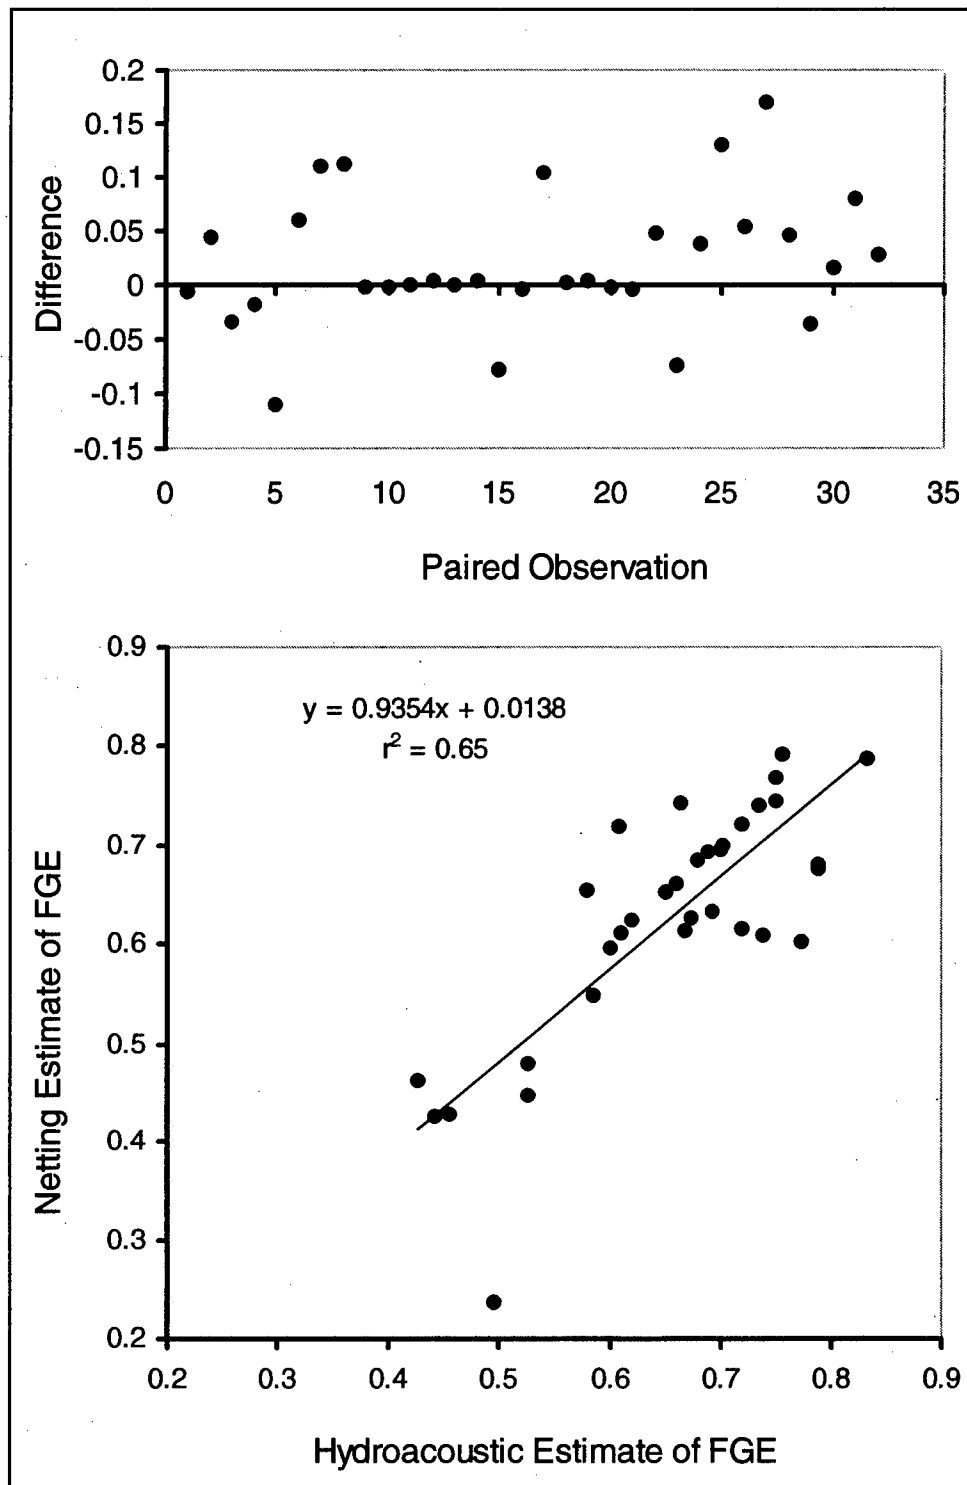 0.2
0.15
0.1
0.05
0
-0.05
-0.1
-0.15
Difference
0 5 10 15 20 25 30 35
Paired Observation
0.9
0.8
0.7
0.6
0.5
0.4
0.3
0.2
Netting Estimate of FGE
y = 0.9354x + 0.0138
r² = 0.65
0.2 0.3 0.4 0.5 0.6 0.7 0.8 0.9
Hydroacoustic Estimate of FGE